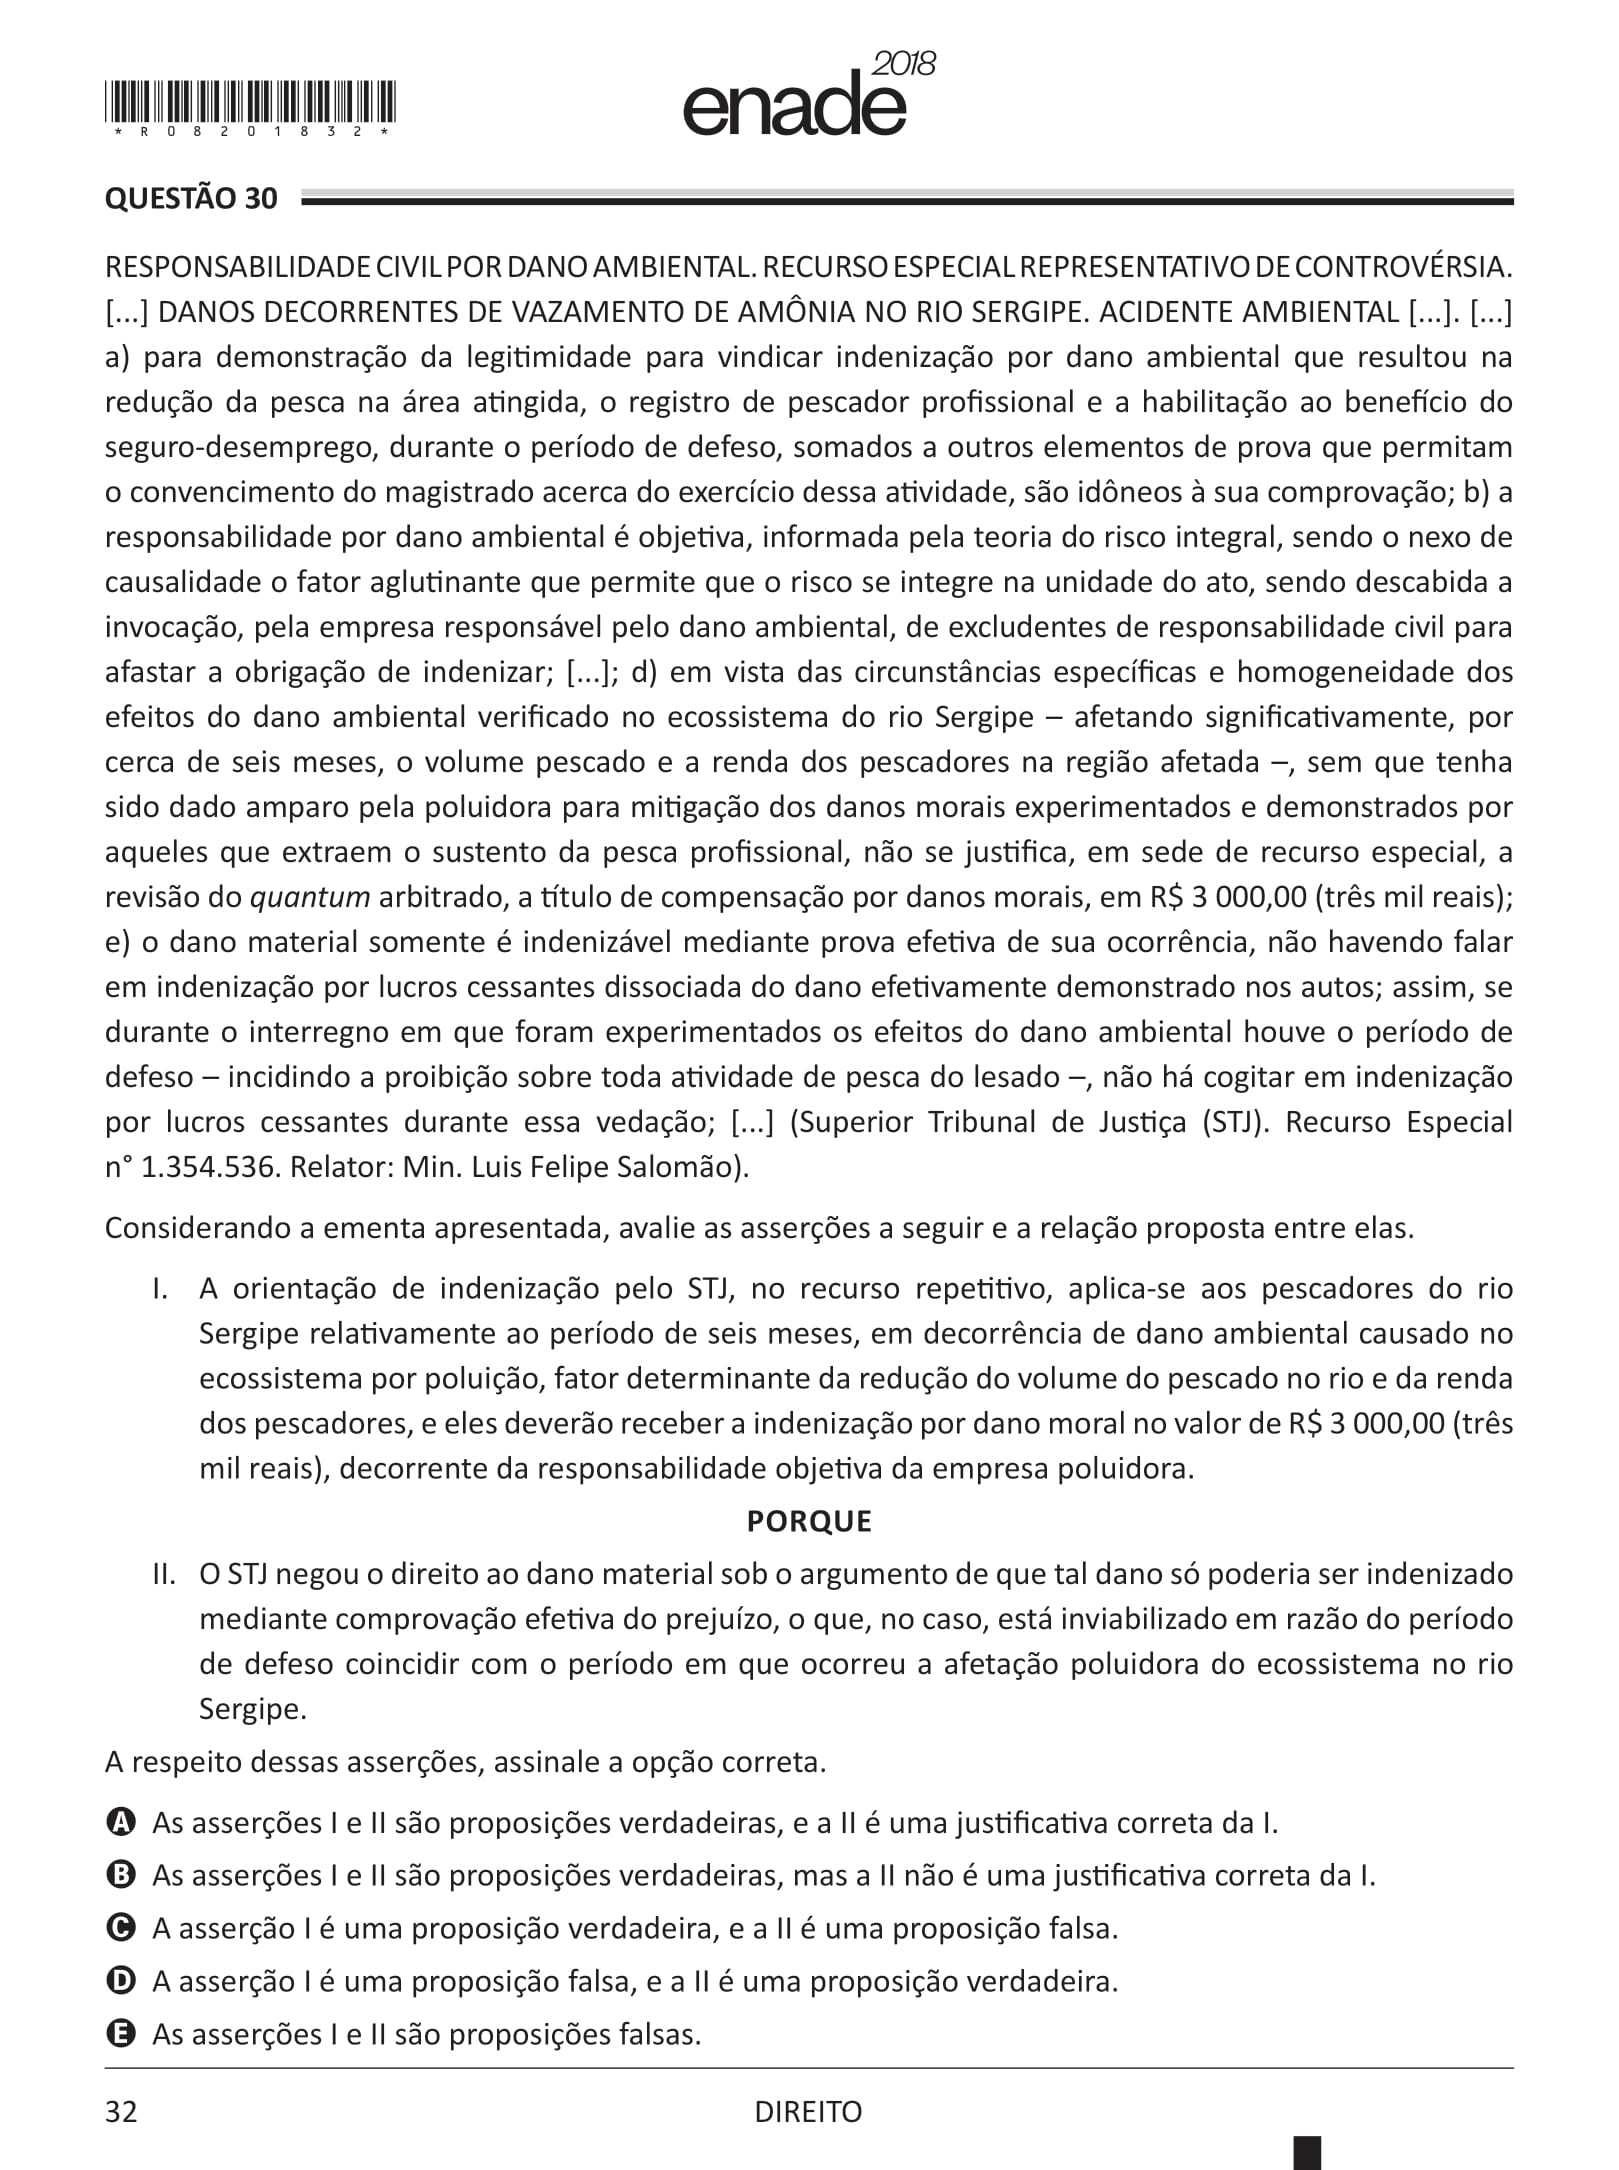 *R08201832*
enade 2018
QUESTÃO 30
RESPONSABILIDADE CIVIL POR DANO AMBIENTAL. RECURSO ESPECIAL REPRESENTATIVO DE CONTROVÉRSIA.
[...] DANOS DECORRENTES DE VAZAMENTO DE AMÔNIA NO RIO SERGIPE. ACIDENTE AMBIENTAL [...]. [...]
a) para demonstração da legitimidade para vindicar indenização por dano ambiental que resultou na
redução da pesca na área atingida, o registro de pescador profissional e a habilitação ao benefício do
seguro-desemprego, durante o período de defeso, somados a outros elementos de prova que permitam
o convencimento do magistrado acerca do exercício dessa atividade, são idôneos à sua comprovação; b) a
responsabilidade por dano ambiental é objetiva, informada pela teoria do risco integral, sendo o nexo de
causalidade o fator aglutinante que permite que o risco se integre na unidade do ato, sendo descabida a
invocação, pela empresa responsável pelo dano ambiental, de excludentes de responsabilidade civil para
afastar a obrigação de indenizar; [...]; d) em vista das circunstâncias específicas e homogeneidade dos
efeitos do dano ambiental verificado no ecossistema do rio Sergipe – afetando significativamente, por
cerca de seis meses, o volume pescado e a renda dos pescadores na região afetada –, sem que tenha
sido dado amparo pela poluidora para mitigação dos danos morais experimentados e demonstrados por
aqueles que extraem o sustento da pesca profissional, não se justifica, em sede de recurso especial, a
revisão do quantum arbitrado, a título de compensação por danos morais, em R$ 3 000,00 (três mil reais);
e) o dano material somente é indenizável mediante prova efetiva de sua ocorrência, não havendo falar
em indenização por lucros cessantes dissociada do dano efetivamente demonstrado nos autos; assim, se
durante o interregno em que foram experimentados os efeitos do dano ambiental houve o período de
defeso – incidindo a proibição sobre toda atividade de pesca do lesado –, não há cogitar em indenização
por lucros cessantes durante essa vedação; [...] (Superior Tribunal de Justiça (STJ). Recurso Especial
n° 1.354.536. Relator: Min. Luis Felipe Salomão).
Considerando a ementa apresentada, avalie as asserções a seguir e a relação proposta entre elas.
I. A orientação de indenização pelo STJ, no recurso repetitivo, aplica-se aos pescadores do rio
Sergipe relativamente ao período de seis meses, em decorrência de dano ambiental causado no
ecossistema por poluição, fator determinante da redução do volume do pescado no rio e da renda
dos pescadores, e eles deverão receber a indenização por dano moral no valor de R$ 3 000,00 (três
mil reais), decorrente da responsabilidade objetiva da empresa poluidora.
PORQUE
II. O STJ negou o direito ao dano material sob o argumento de que tal dano só poderia ser indenizado
mediante comprovação efetiva do prejuízo, o que, no caso, está inviabilizado em razão do período
de defeso coincidir com o período em que ocorreu a afetação poluidora do ecossistema no rio
Sergipe.
A respeito dessas asserções, assinale a opção correta.
A As asserções I e II são proposições verdadeiras, e a II é uma justificativa correta da I.
B As asserções I e II são proposições verdadeiras, mas a II não é uma justificativa correta da I.
C A asserção I é uma proposição verdadeira, e a II é uma proposição falsa.
D A asserção I é uma proposição falsa, e a II é uma proposição verdadeira.
E As asserções I e II são proposições falsas.
32
DIREITO